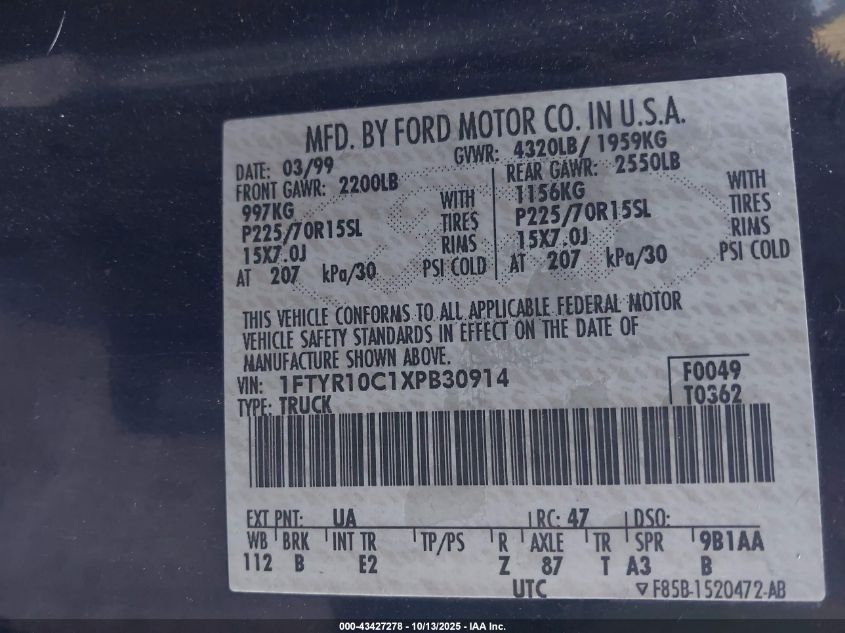 MFD. BY FORD MOTOR CO. IN U.S.A.
DATE: 03/99 GVWR: 4320LB/ 1959KG
FRONT GAWR: 2200LB REAR GAWR: 2550LB
997KG WITH 1156KG WITH
P225/70R15SL TIRES P225/70R15SL TIRES
15X7.0J RIMS 15X7.0J RIMS
AT 207 kPa/30 PSI COLD AT 207 kPa/30 PSI COLD
THIS VEHICLE CONFORMS TO ALL APPLICABLE FEDERAL MOTOR
VEHICLE SAFETY STANDARDS IN EFFECT ON THE DATE OF
MANUFACTURE SHOWN ABOVE.
VIN: 1FTYR10C1XPB30914 F0049
TYPE: TRUCK T0362
EXT PNT: UA RC: 47 DSO:
WB BRK INT TR TP/PS R AXLE TR SPR 9B1AA
112 B E2 Z 87 T A3 B
UTC ▽ F85B-1520472-AB
000-43427278 - 10/13/2025 - IAA Inc.